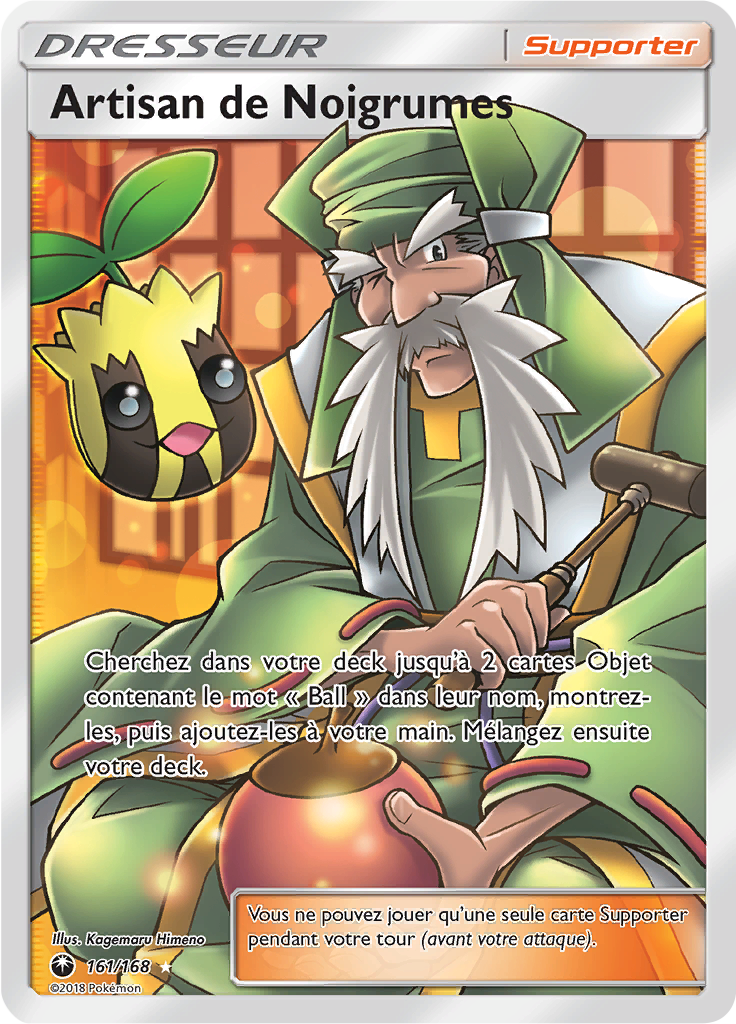 DRESSEUR
Supporter
Artisan de Noigrumes
Cherchez dans votre deck jusqu'à 2 cartes Objet
contenant le mot « Ball » dans leur nom, montrez-
les, puis ajoutez-les à votre main. Mélangez ensuite
votre deck.
Vous ne pouvez jouer qu'une seule carte Supporter
pendant votre tour (avant votre attaque).
Illus. Kagemaru Himeno
161/168 ★
©2018 Pokémon